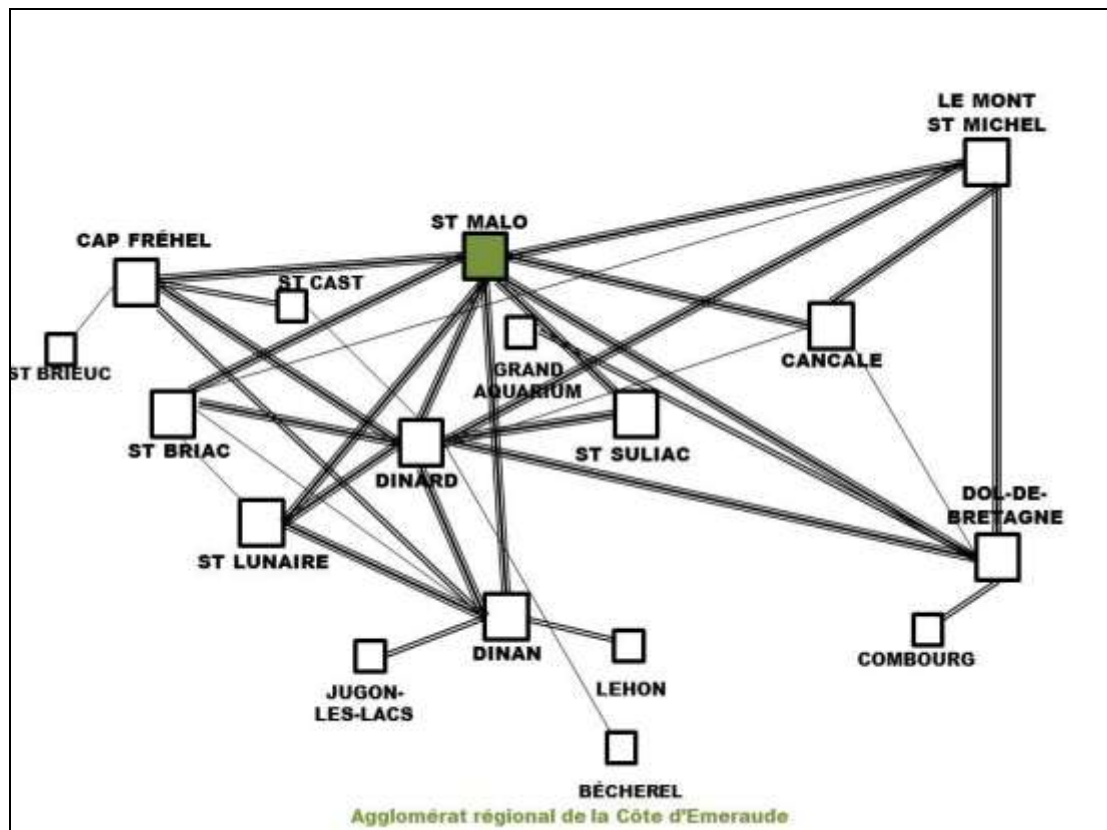 LE MONT
ST MICHEL
ST MALO
CAP FRÉHEL
ST CAST
ST BRIEUC
GRAND
AQUARIUM
CANCALE
ST BRIAC
DINARD
ST SULIAC
DOL-DE-
BRETAGNE
ST LUNAIRE
DINAN
COMBOURG
JUGON-
LES-LACS
LEHON
BÉCHEREL
Agglomérat régional de la Côte d'Emeraude